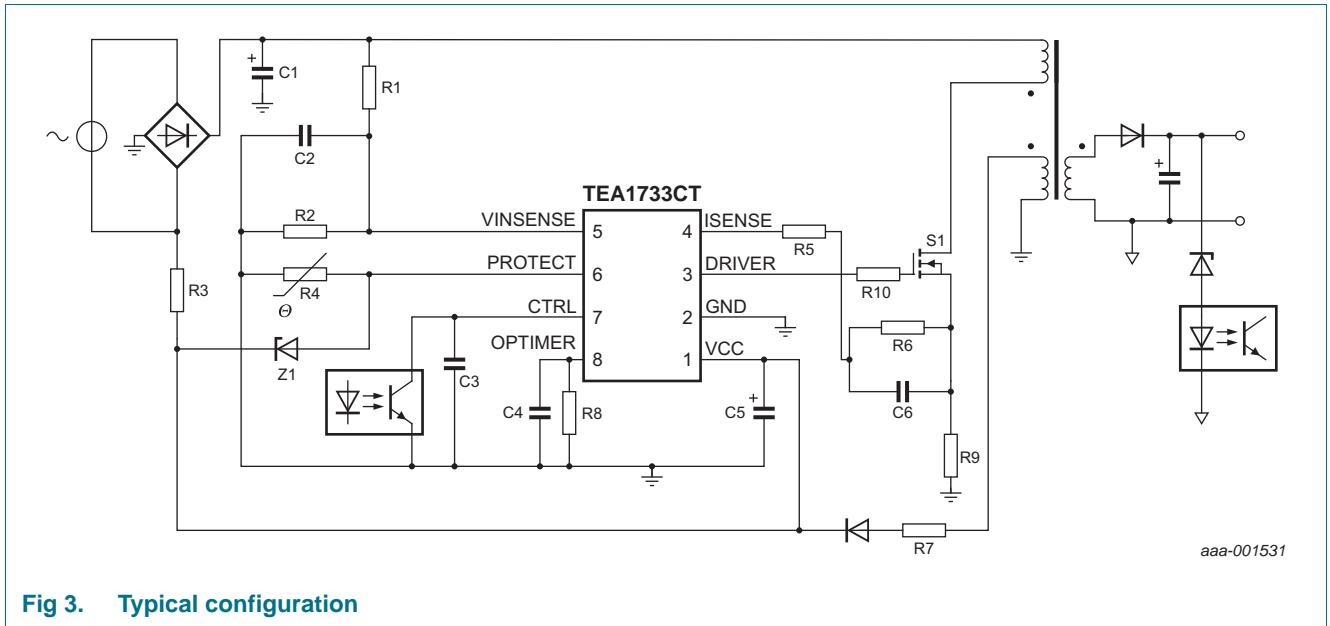 C1
R1
C2
TEA1733CT
R2
VINSENSE
5
4
ISENSE
R5
S1
PROTECT
6
3
DRIVER
R3
R4
Θ
R10
CTRL
7
2
GND
R6
OPTIMER
8
1
VCC
Z1
C3
C4
R8
C5
C6
R9
R7
aaa-001531
Fig 3. Typical configuration